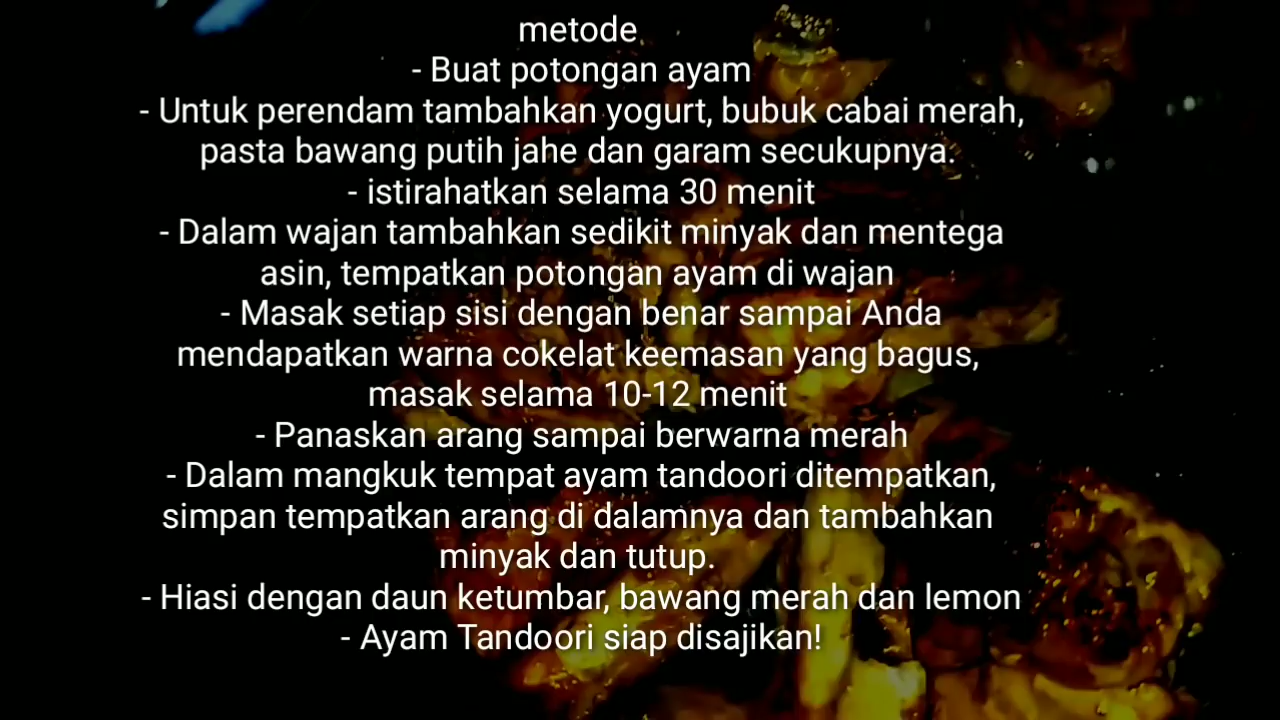 metode
- Buat potongan ayam
- Untuk perendam tambahkan yogurt, bubuk cabai merah,
pasta bawang putih jahe dan garam secukupnya.
- istirahatkan selama 30 menit
- Dalam wajan tambahkan sedikit minyak dan mentega
asin, tempatkan potongan ayam di wajan
- Masak setiap sisi dengan benar sampai Anda
mendapatkan warna cokelat keemasan yang bagus,
masak selama 10-12 menit
- Panaskan arang sampai berwarna merah
- Dalam mangkuk tempat ayam tandoori ditempatkan,
simpan tempatkan arang di dalamnya dan tambahkan
minyak dan tutup.
- Hiasi dengan daun ketumbar, bawang merah dan lemon
- Ayam Tandoori siap disajikan!